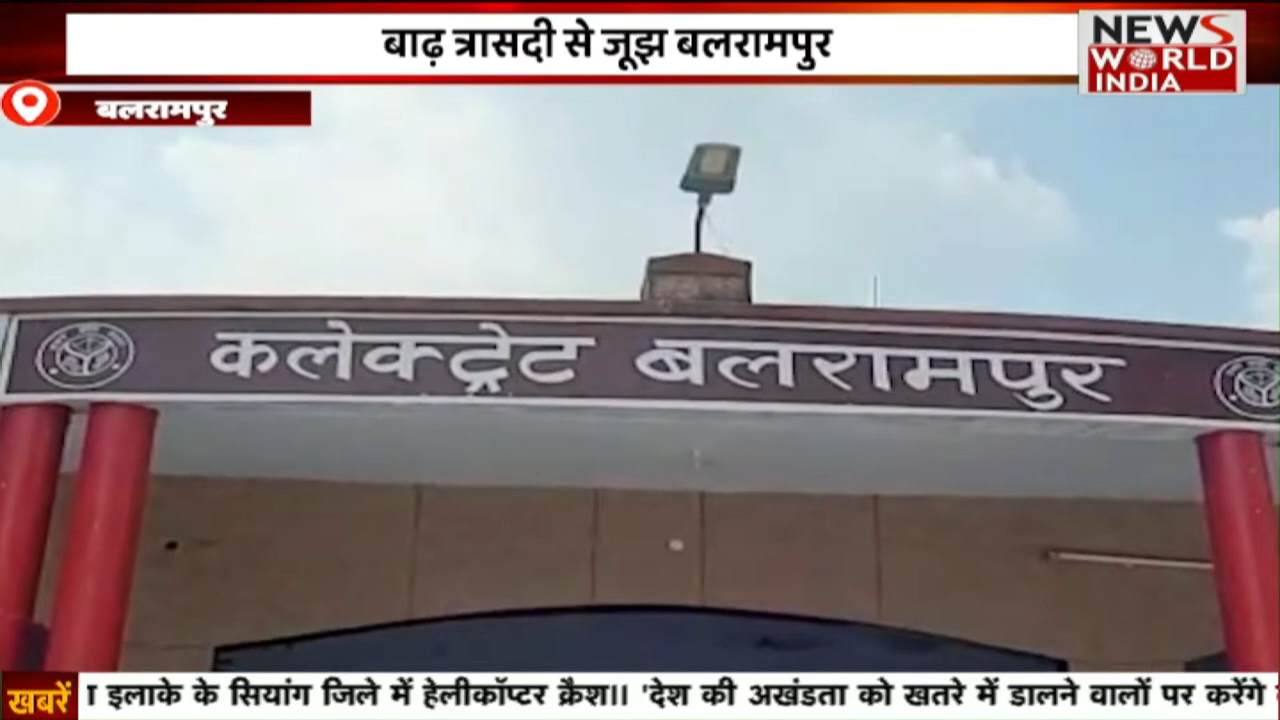 बाढ़ त्रासदी से जूझ बलरामपुर
NEWS
WORLD
INDIA
बलरामपुर
कलेक्ट्रेट बलरामपुर
खबरें
इलाके के सियांग जिले में हेलीकॉप्टर क्रैश।। 'देश की अखंडता को खतरे में डालने वालों पर करेंगे